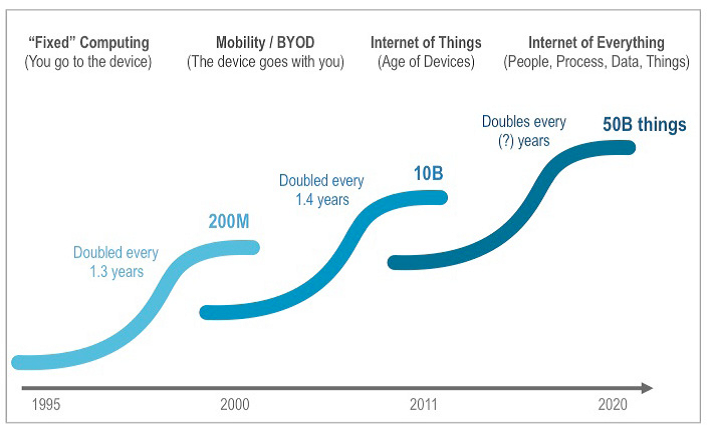 “Fixed” Computing
(You go to the device)
Mobility / BYOD
(The device goes with you)
Internet of Things
(Age of Devices)
Internet of Everything
(People, Process, Data, Things)
Doubled every
1.3 years
200M
Doubled every
1.4 years
10B
Doubles every
(?) years
50B things
1995
2000
2011
2020